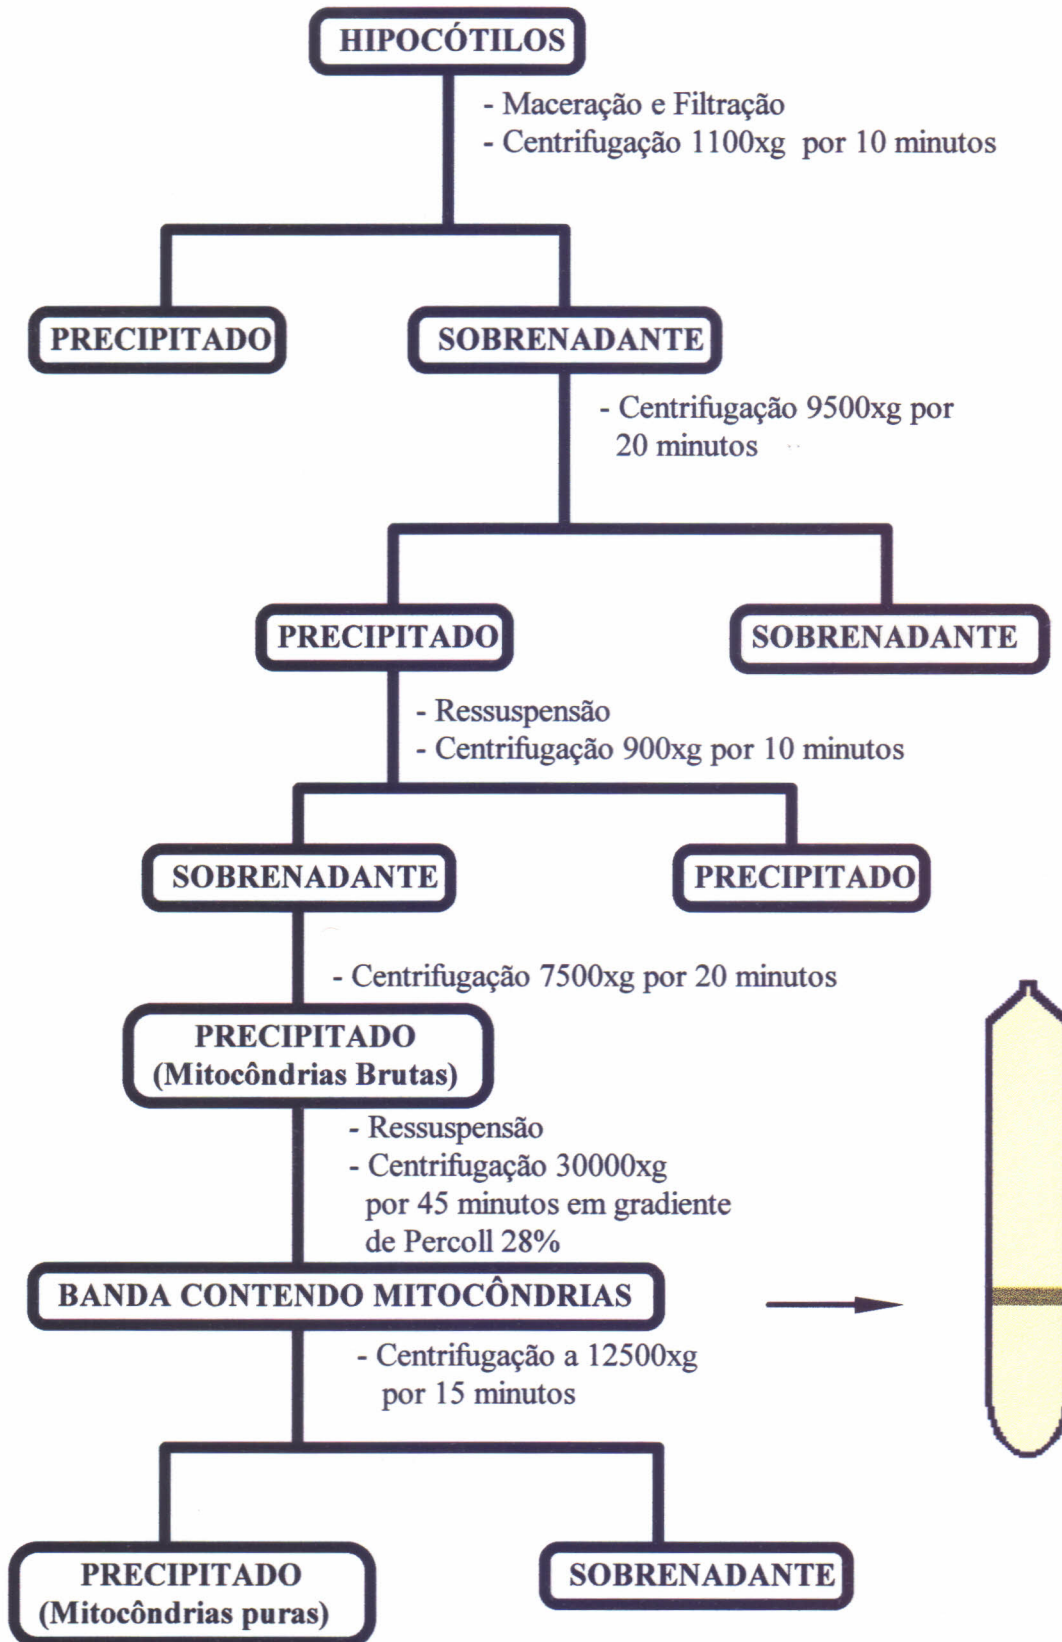 HIPOCÓTILOS
- Maceração e Filtração
- Centrifugação 1100xg por 10 minutos
PRECIPITADO
SOBRENADANTE
- Centrifugação 9500xg por
20 minutos
PRECIPITADO
SOBRENADANTE
- Ressuspensão
- Centrifugação 900xg por 10 minutos
SOBRENADANTE
PRECIPITADO
- Centrifugação 7500xg por 20 minutos
PRECIPITADO
(Mitocôndrias Brutas)
- Ressuspensão
- Centrifugação 30000xg
por 45 minutos em gradiente
de Percoll 28%
BANDA CONTENDO MITOCÔNDRIAS
- Centrifugação a 12500xg
por 15 minutos
PRECIPITADO
(Mitocôndrias puras)
SOBRENADANTE